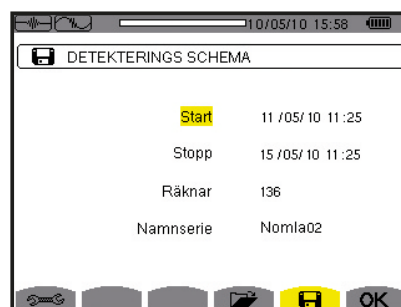 10/05/10 15:58
DETEKTERINGS SCHEMA
Start 11 /05/ 10 11:25
Stopp 15 /05/ 10 11:25
Räknar 136
Namnserie Nomla02
OK